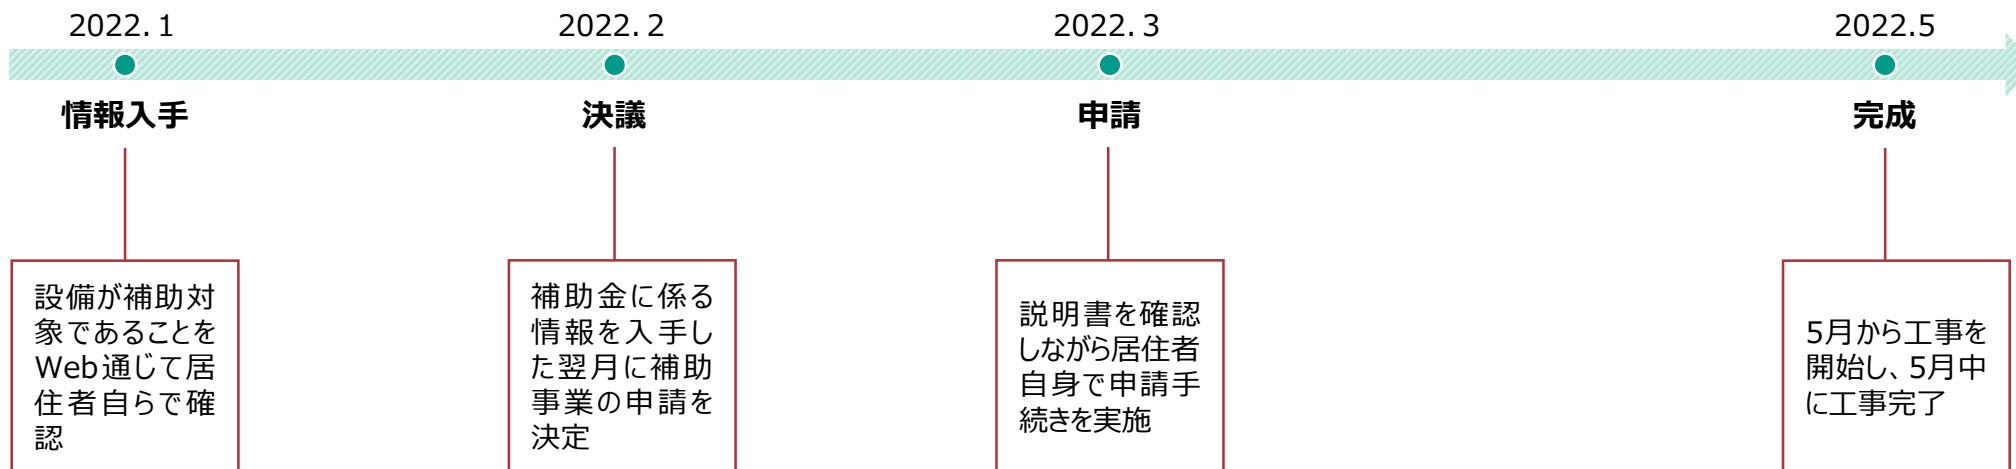 2022.１
2022.２
2022.３
2022.5
情報入手
決議
申請
完成
設備が補助対
象であることを
Web通じて居
住者自らで確
認
補助金に係る
情報を入手し
た翌月に補助
事業の申請を
決定
説明書を確認
しながら居住者
自身で申請手
続きを実施
5月から工事を
開始し、5月中
に工事完了